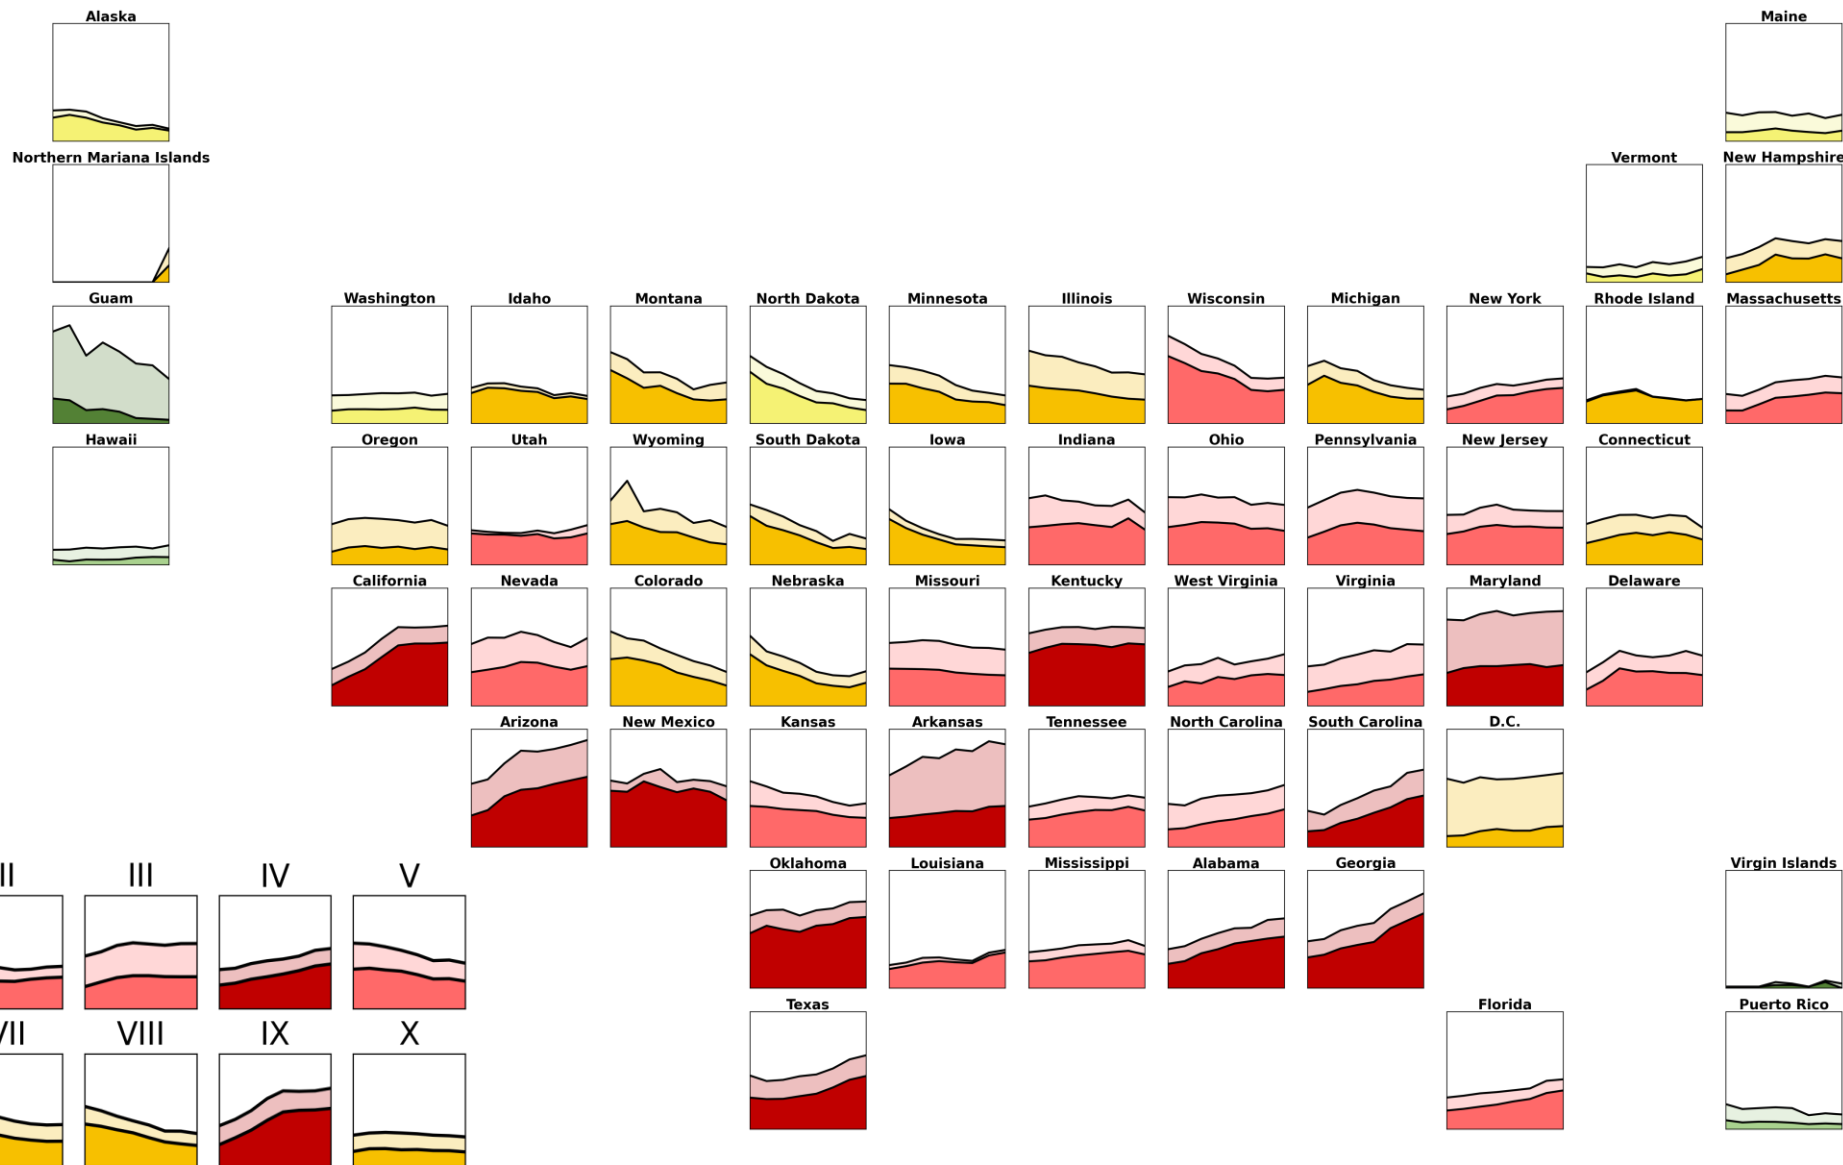 Alaska Maine
Northern Mariana Islands Vermont New Hampshire
Guam Washington Idaho Montana North Dakota Minnesota Illinois Wisconsin Michigan New York Rhode Island Massachusetts
Hawaii Oregon Utah Wyoming South Dakota Iowa Indiana Ohio Pennsylvania New Jersey Connecticut
California Nevada Colorado Nebraska Missouri Kentucky West Virginia Virginia Maryland Delaware
Arizona New Mexico Kansas Arkansas Tennessee North Carolina South Carolina D.C.
Oklahoma Louisiana Mississippi Alabama Georgia Virgin Islands
II III IV V
Texas Florida Puerto Rico
VII VIII IX X